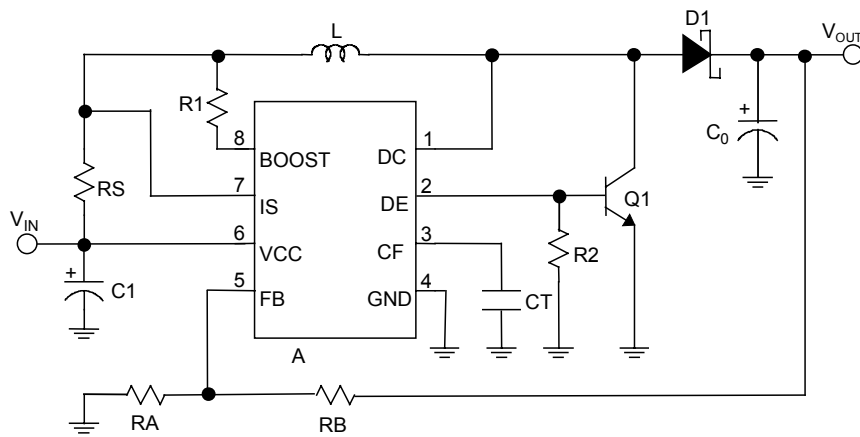 D1
L
V_OUT
R1
+
C_0
8
1
BOOST
DC
7
2
RS
IS
DE
Q1
V_IN
6
3
VCC
CF
R2
+
C1
5
4
FB
GND
CT
A
RA
RB